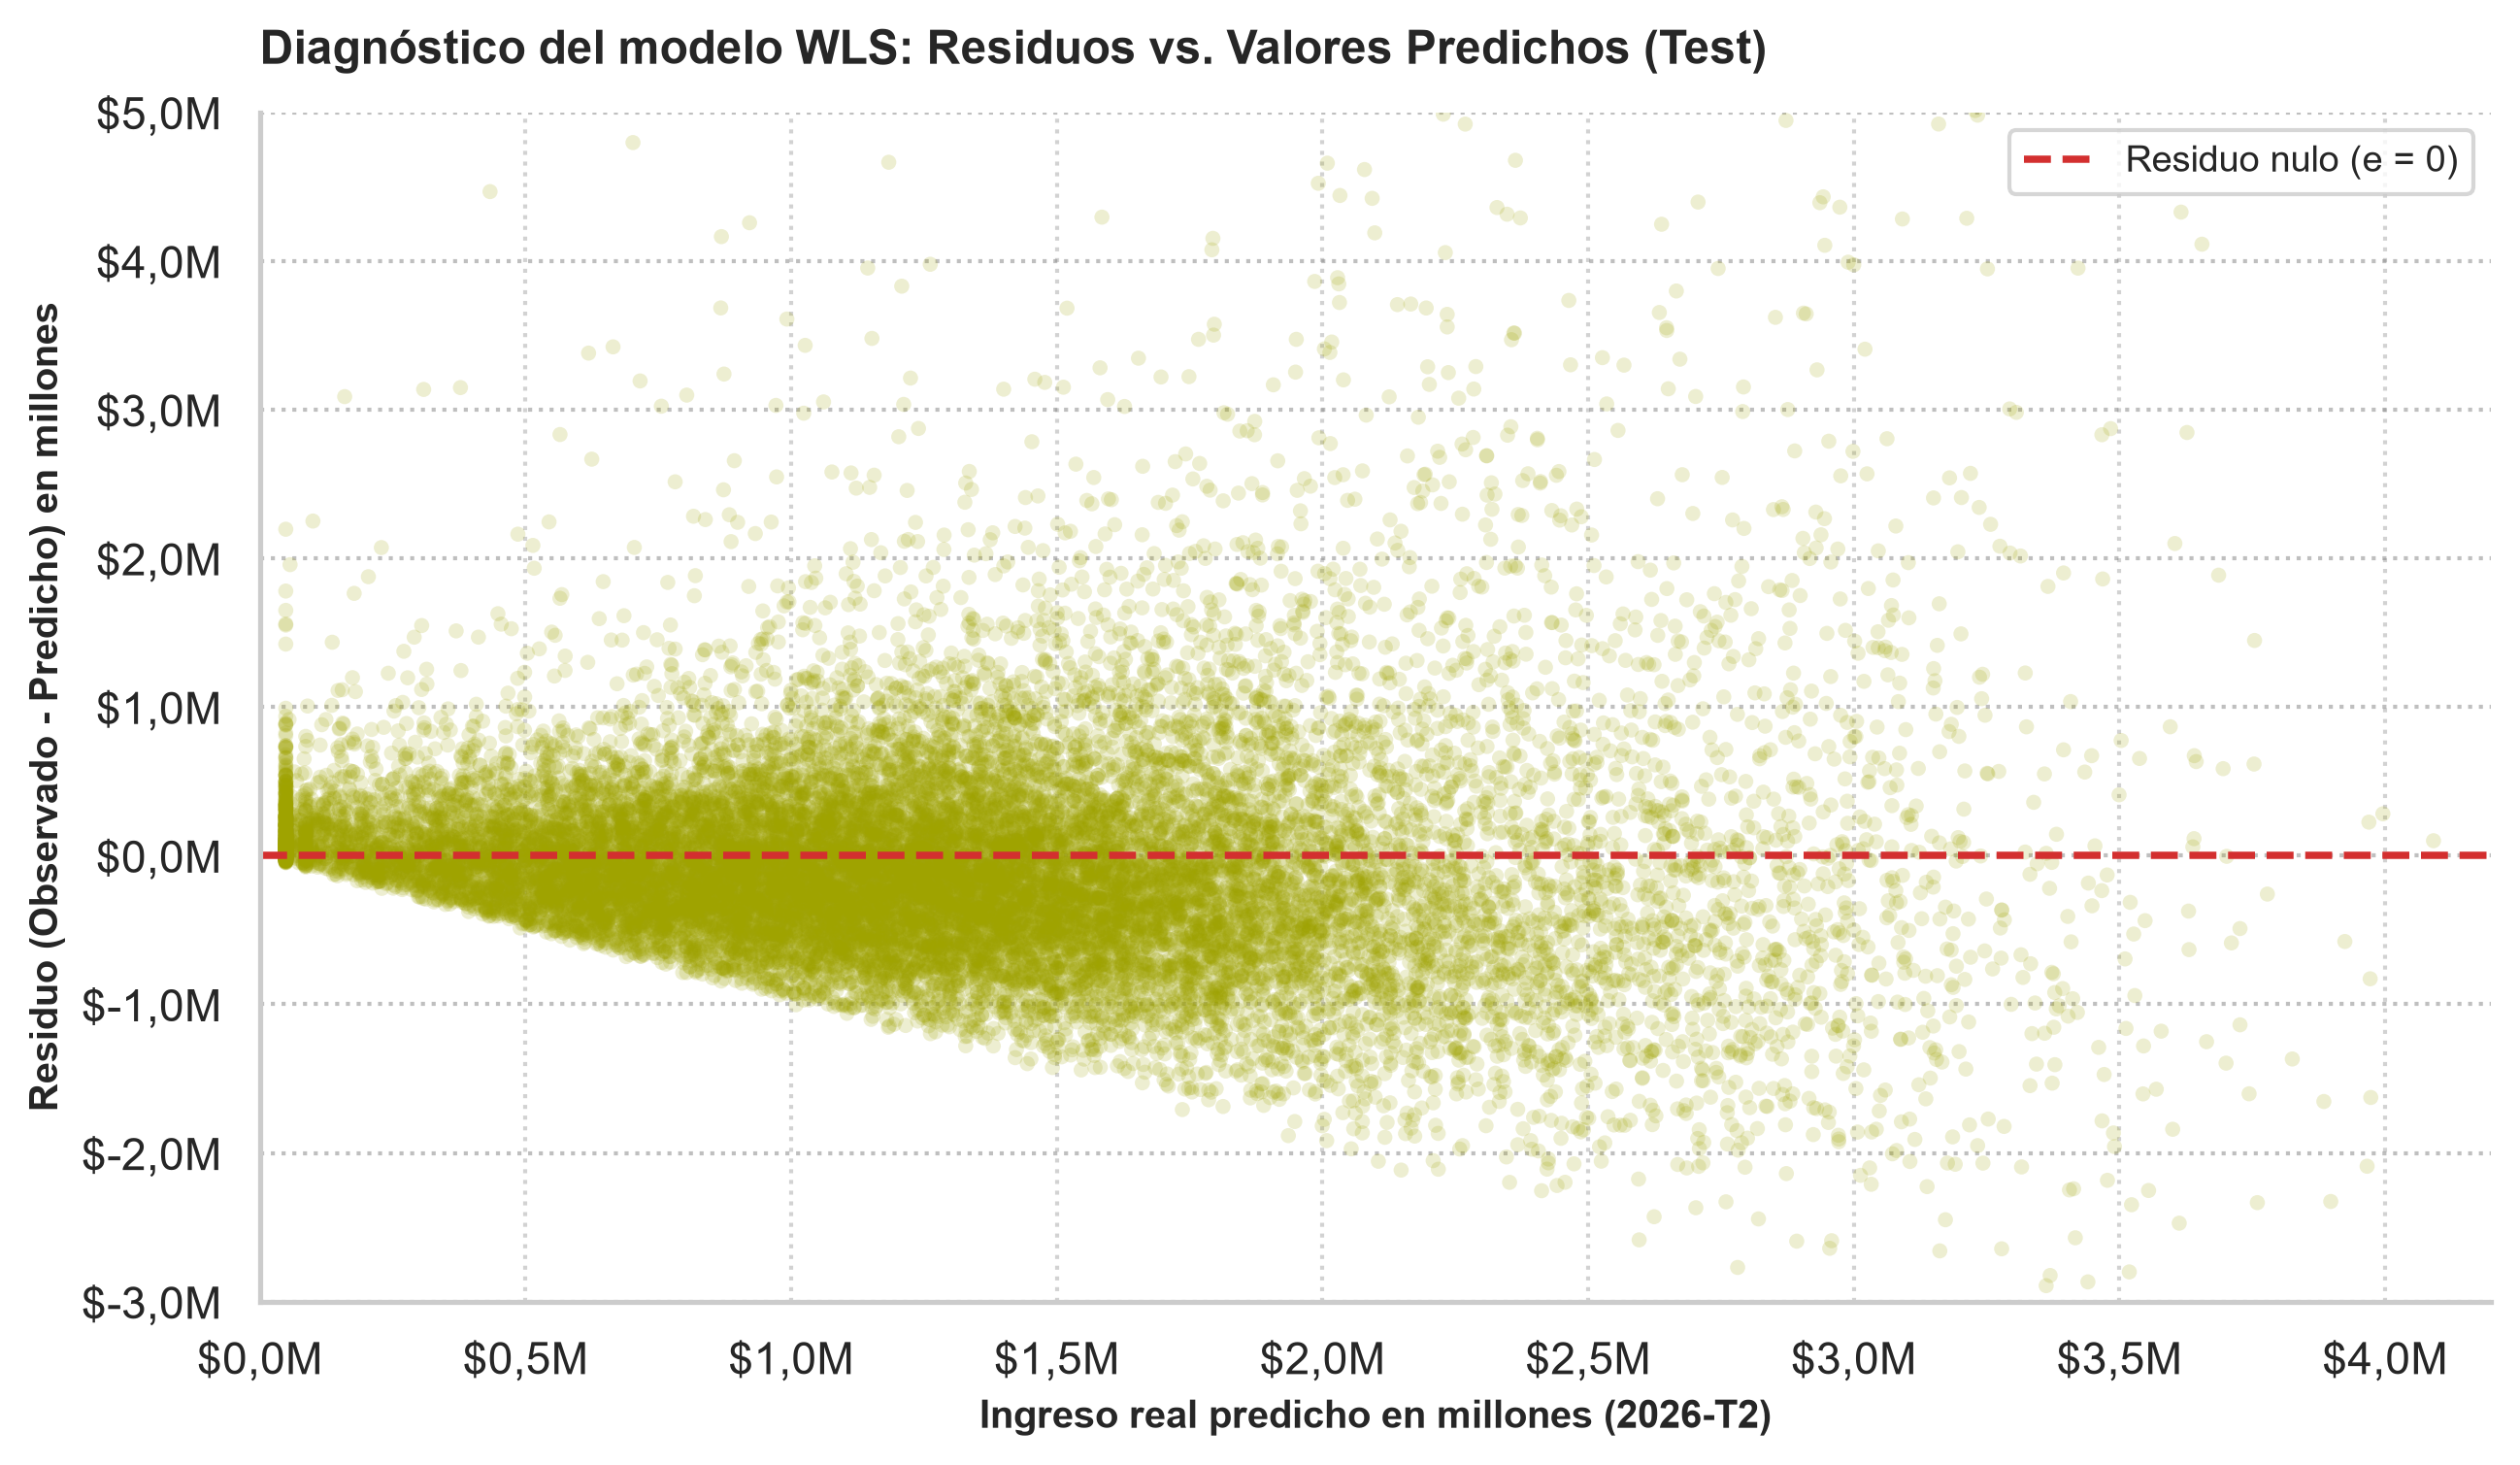 Diagnóstico del modelo WLS: Residuos vs. Valores Predichos (Test)
Residuo nulo (e = 0)
Residuo (Observado - Predicho) en millones
$5,0M
$4,0M
$3,0M
$2,0M
$1,0M
$0,0M
$-1,0M
$-2,0M
$-3,0M
$0,0M $0,5M $1,0M $1,5M $2,0M $2,5M $3,0M $3,5M $4,0M
Ingreso real predicho en millones (2026-T2)